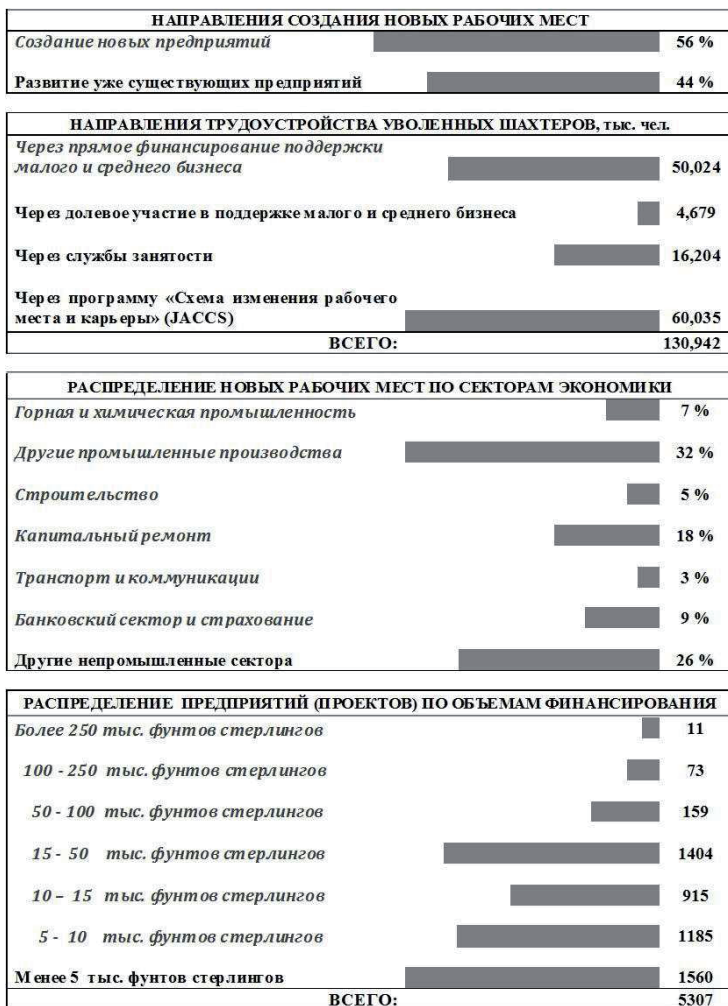 НАПРАВЛЕНИЯ СОЗДАНИЯ НОВЫХ РАБОЧИХ МЕСТ
Создание новых предприятий 56 %
Развитие уже существующих предприятий 44 %
НАПРАВЛЕНИЯ ТРУДОУСТРОЙСТВА УВОЛЕННЫХ ШАХТЕРОВ, тыс. чел.
Через прямое финансирование поддержки
малого и среднего бизнеса 50,024
Через долевое участие в поддержке малого и среднего бизнеса 4,679
Через службы занятости 16,204
Через программу «Схема изменения рабочего
места и карьеры» (JACCS) 60,035
ВСЕГО: 130,942
РАСПРЕДЕЛЕНИЕ НОВЫХ РАБОЧИХ МЕСТ ПО СЕКТОРАМ ЭКОНОМИКИ
Горная и химическая промышленность 7 %
Другие промышленные производства 32 %
Строительство 5 %
Капитальный ремонт 18 %
Транспорт и коммуникации 3 %
Банковский сектор и страхование 9 %
Другие непромышленные сектора 26 %
РАСПРЕДЕЛЕНИЕ ПРЕДПРИЯТИЙ (ПРОЕКТОВ) ПО ОБЪЕМАМ ФИНАНСИРОВАНИЯ
Более 250 тыс. фунтов стерлингов 11
100 - 250 тыс. фунтов стерлингов 73
50 - 100 тыс. фунтов стерлингов 159
15 - 50 тыс. фунтов стерлингов 1404
10 – 15 тыс. фунтов стерлингов 915
5 - 10 тыс. фунтов стерлингов 1185
Менее 5 тыс. фунтов стерлингов 1560
ВСЕГО: 5307